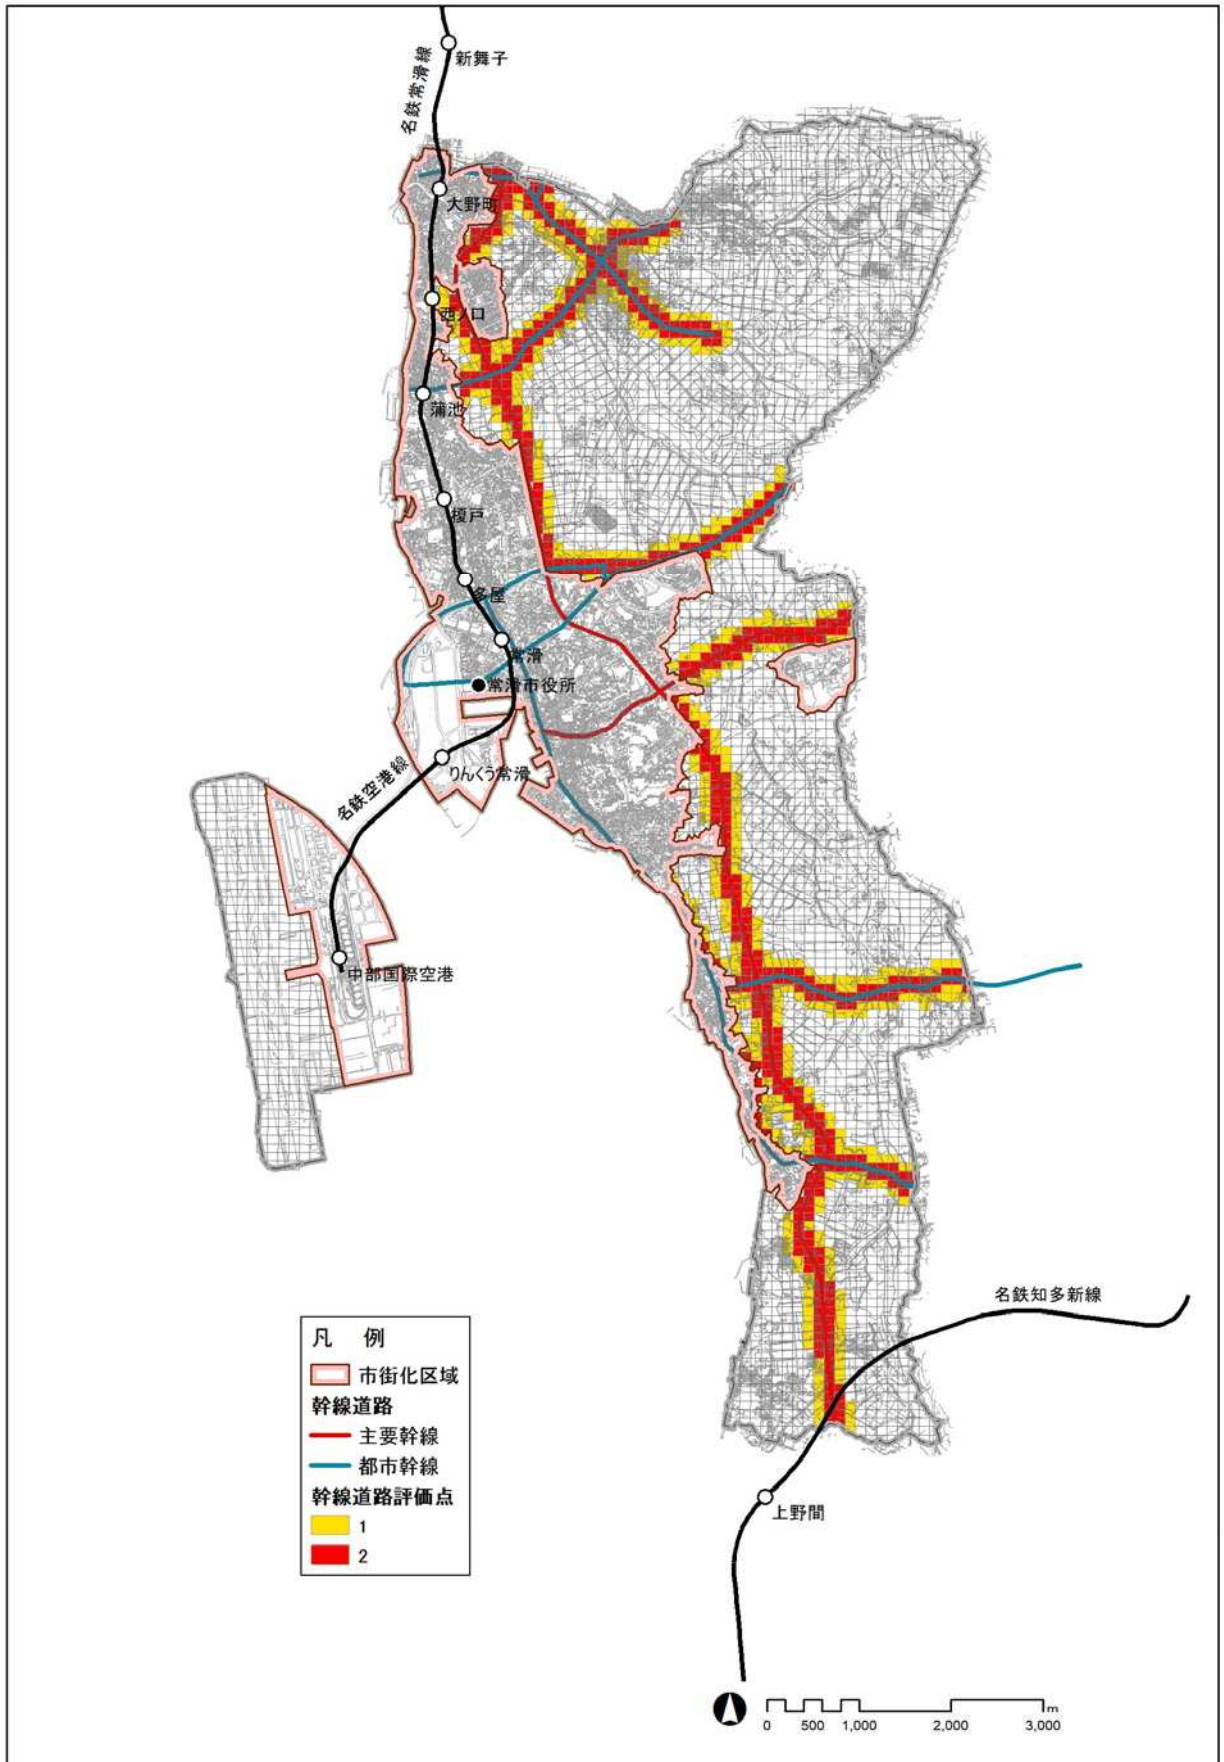 新舞子
名鉄常滑線
大野町
西ノ口
蒲池
榎戸
多屋
常滑
常滑市役所
りんくう常滑
名鉄空港線
中部国際空港
名鉄知多新線
上野間
凡 例
市街化区域
幹線道路
主要幹線
都市幹線
幹線道路評価点
1
2
m
0 500 1,000 2,000 3,000